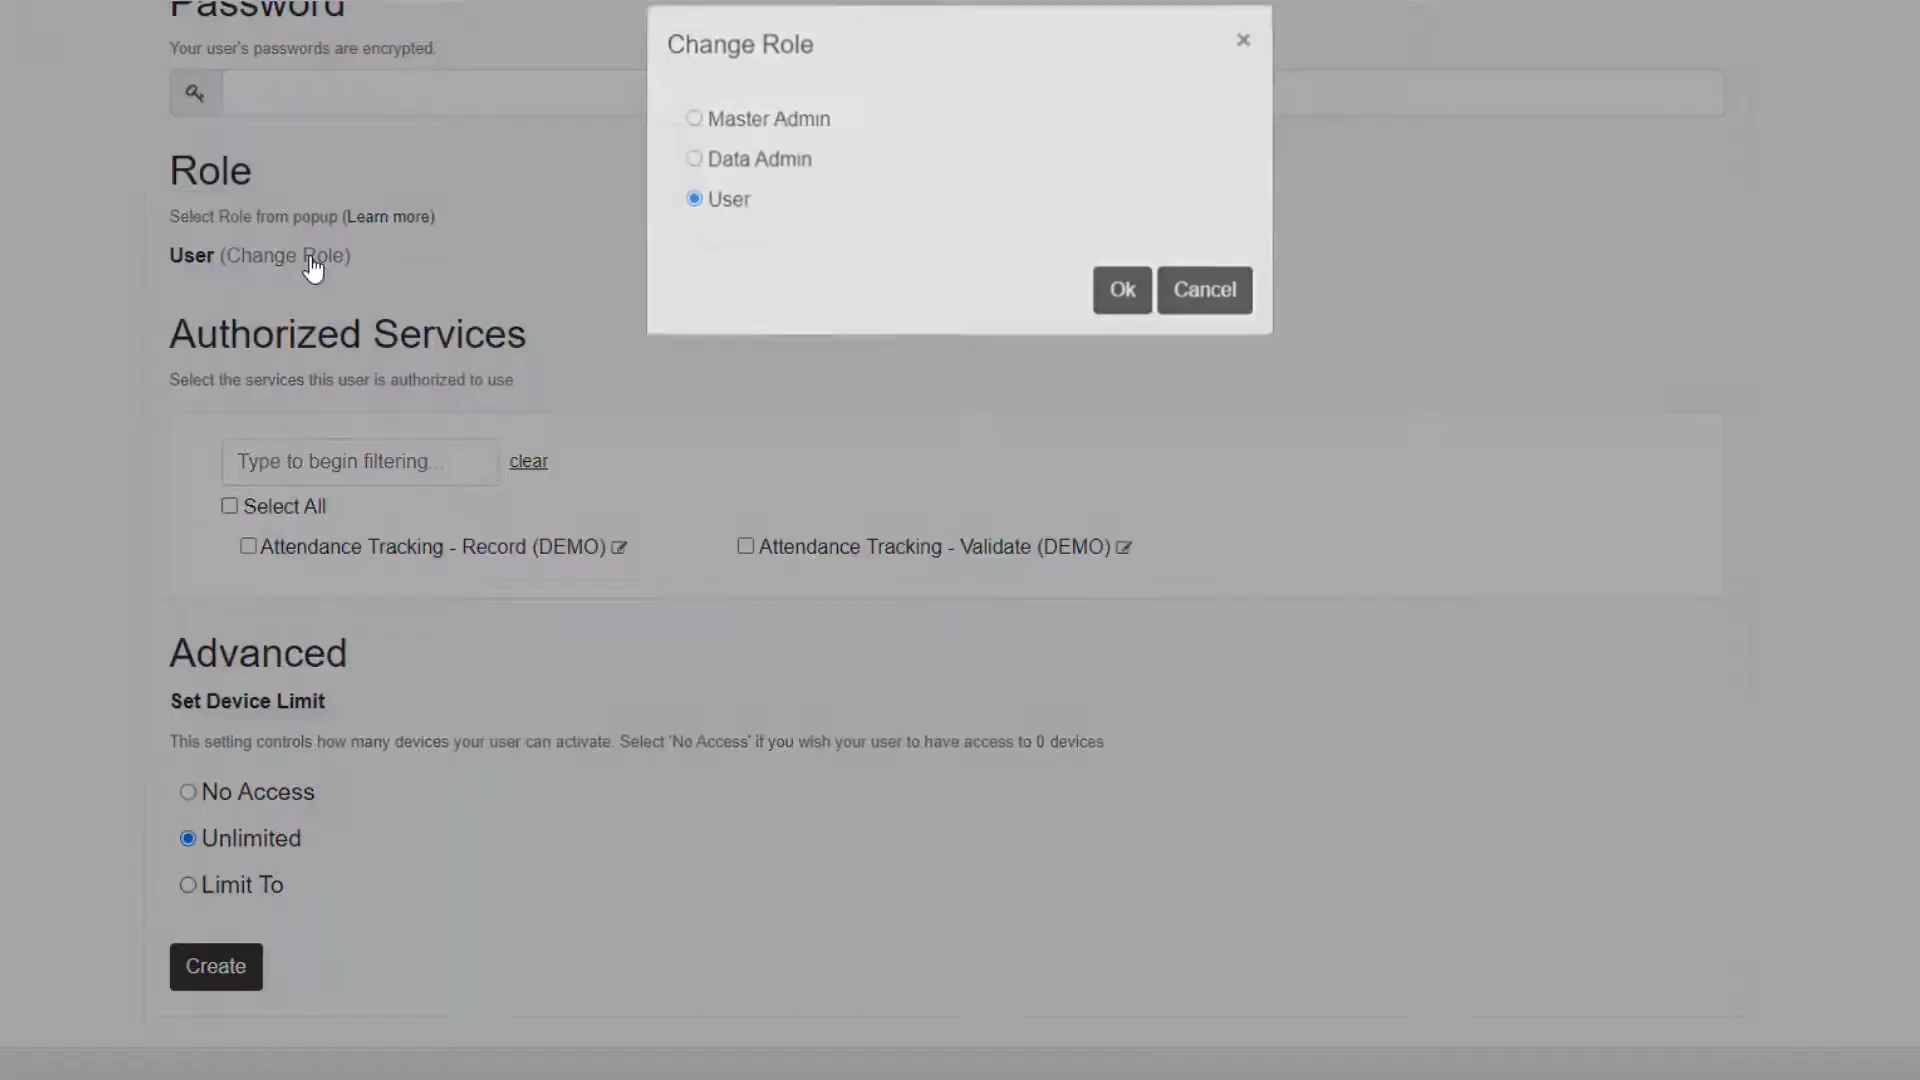 Password
Your user's passwords are encrypted.
Change Role
×
Master Admin
Data Admin
User
Ok
Cancel
Role
Select Role from popup (Learn more)
User (Change Role)
Authorized Services
Select the services this user is authorized to use
Type to begin filtering...
clear
Select All
Attendance Tracking - Record (DEMO)
Attendance Tracking - Validate (DEMO)
Advanced
Set Device Limit
This setting controls how many devices your user can activate. Select 'No Access' if you wish your user to have access to 0 devices
No Access
Unlimited
Limit To
Create